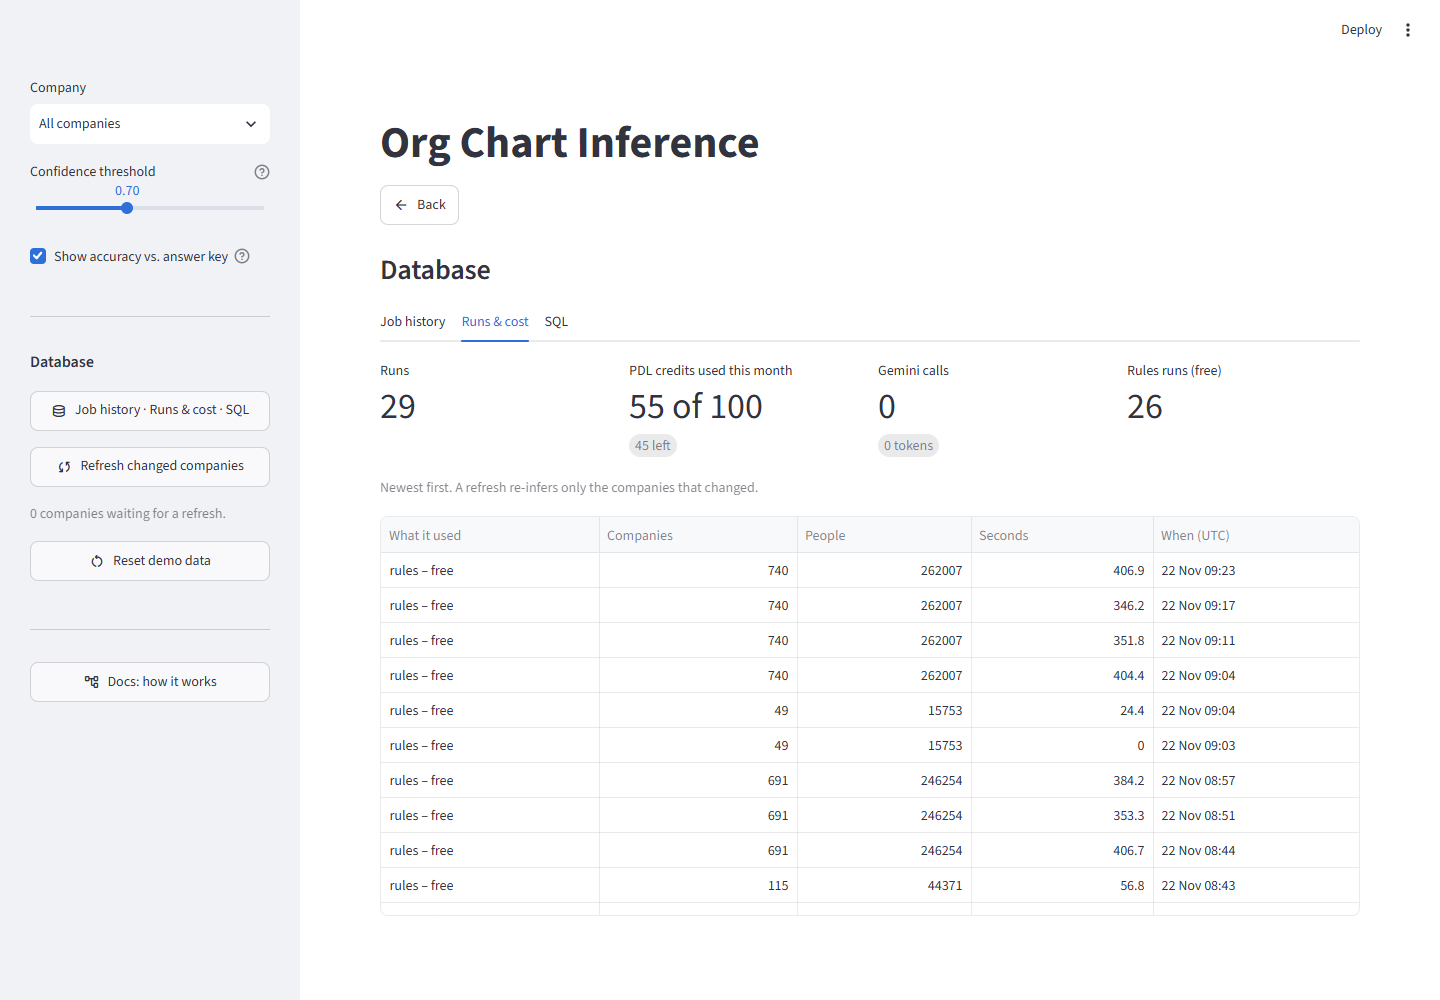 Deploy
Company
All companies
Confidence threshold
0.70
Show accuracy vs. answer key
Database
Job history · Runs & cost · SQL
Refresh changed companies
0 companies waiting for a refresh.
Reset demo data
Docs: how it works
Org Chart Inference
Back
Database
Job history Runs & cost SQL
Runs PDL credits used this month Gemini calls Rules runs (free)
29 55 of 100 0 26
45 left 0 tokens
Newest first. A refresh re-infers only the companies that changed.
What it used Companies People Seconds When (UTC)
rules – free 740 262007 406.9 22 Nov 09:23
rules – free 740 262007 346.2 22 Nov 09:17
rules – free 740 262007 351.8 22 Nov 09:11
rules – free 740 262007 404.4 22 Nov 09:04
rules – free 49 15753 24.4 22 Nov 09:04
rules – free 49 15753 0 22 Nov 09:03
rules – free 691 246254 384.2 22 Nov 08:57
rules – free 691 246254 353.3 22 Nov 08:51
rules – free 691 246254 406.7 22 Nov 08:44
rules – free 115 44371 56.8 22 Nov 08:43